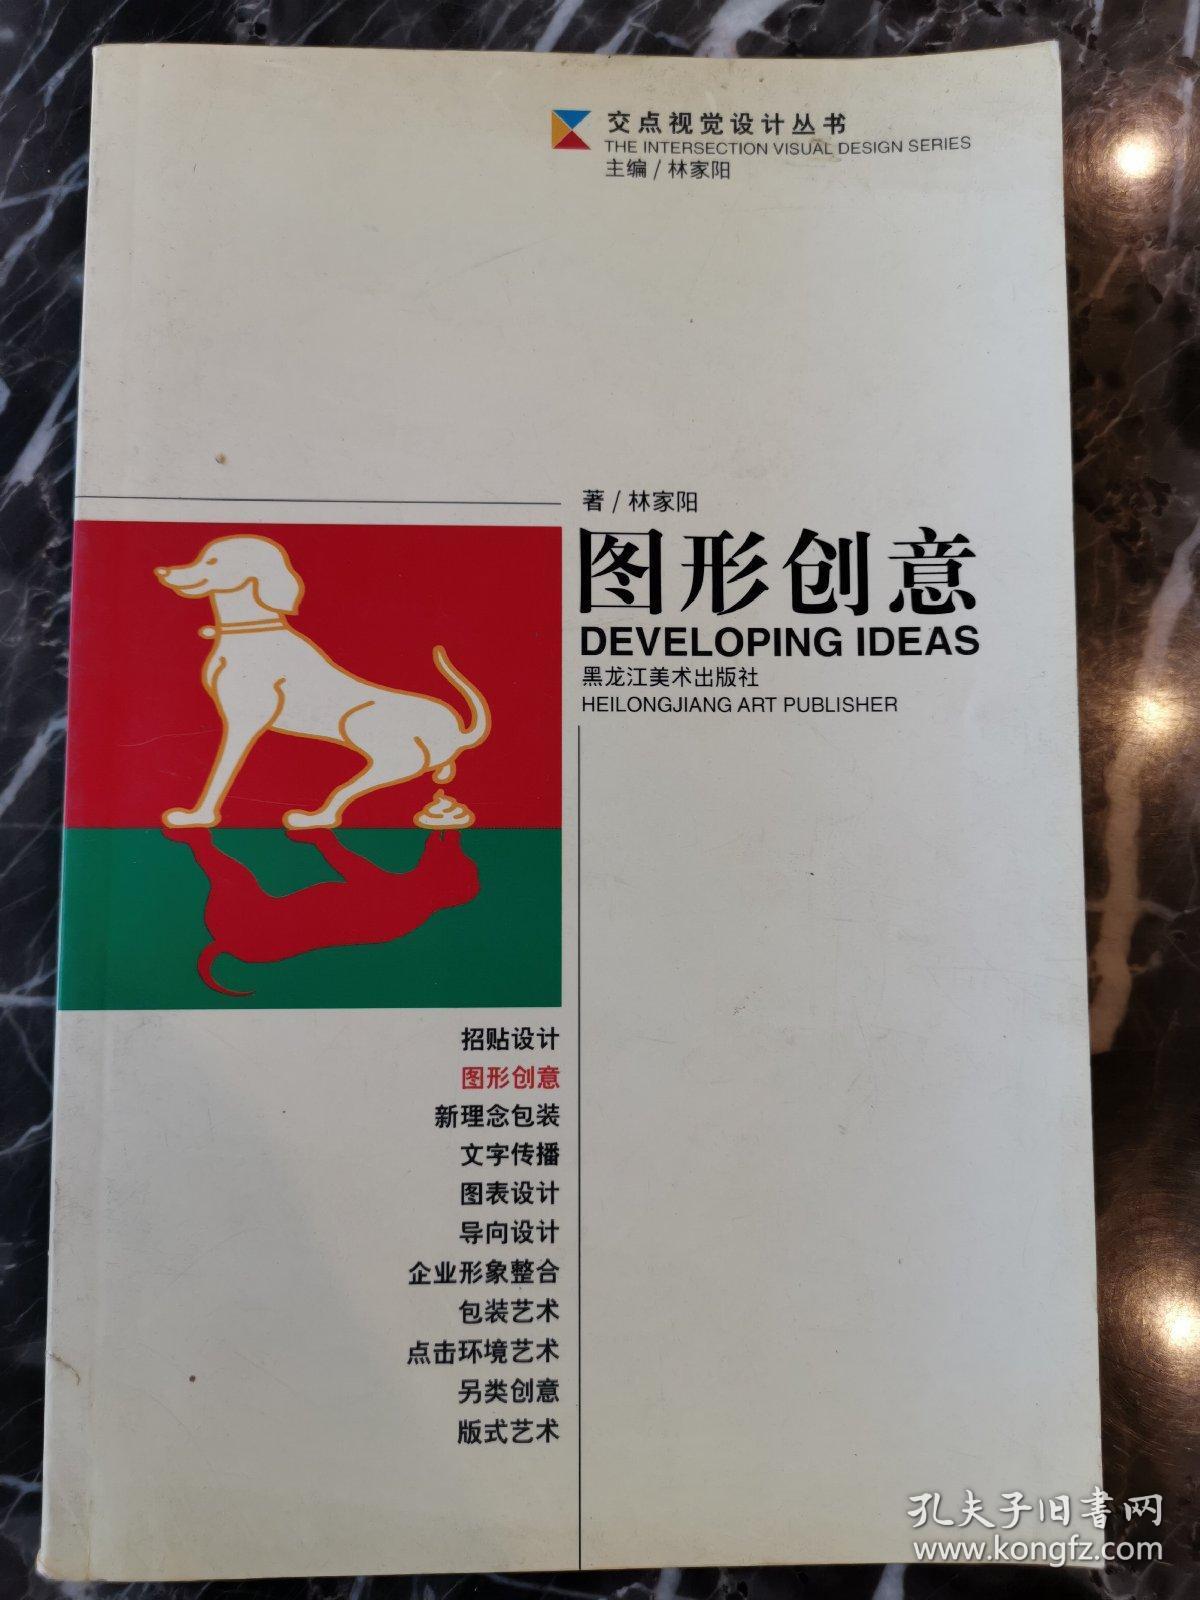 交点视觉设计丛书
THE INTERSECTION VISUAL DESIGN SERIES
主编/林家阳
著/林家阳
图形创意
DEVELOPING IDEAS
黑龙江美术出版社
HEILONGJIANG ART PUBLISHER
招贴设计
图形创意
新理念包装
文字传播
图表设计
导向设计
企业形象整合
包装艺术
点击环境艺术
另类创意
版式艺术
孔夫子旧书网
www.kongfz.com